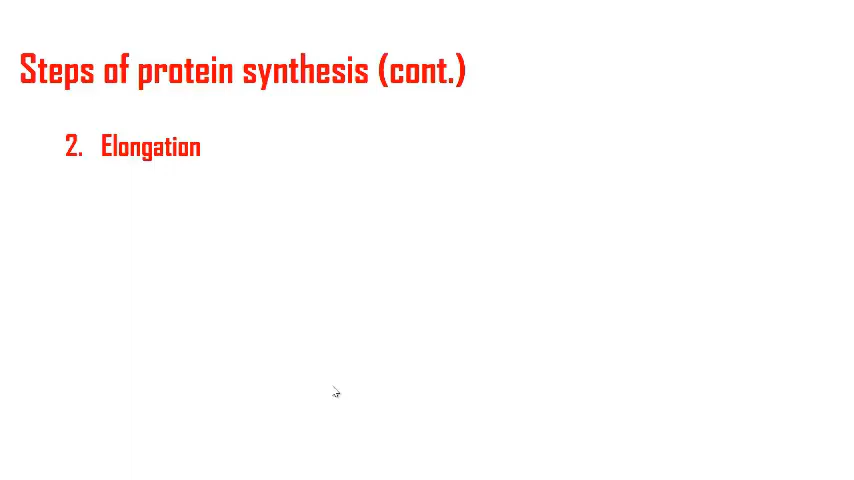 Steps of protein synthesis (cont.)
2. Elongation